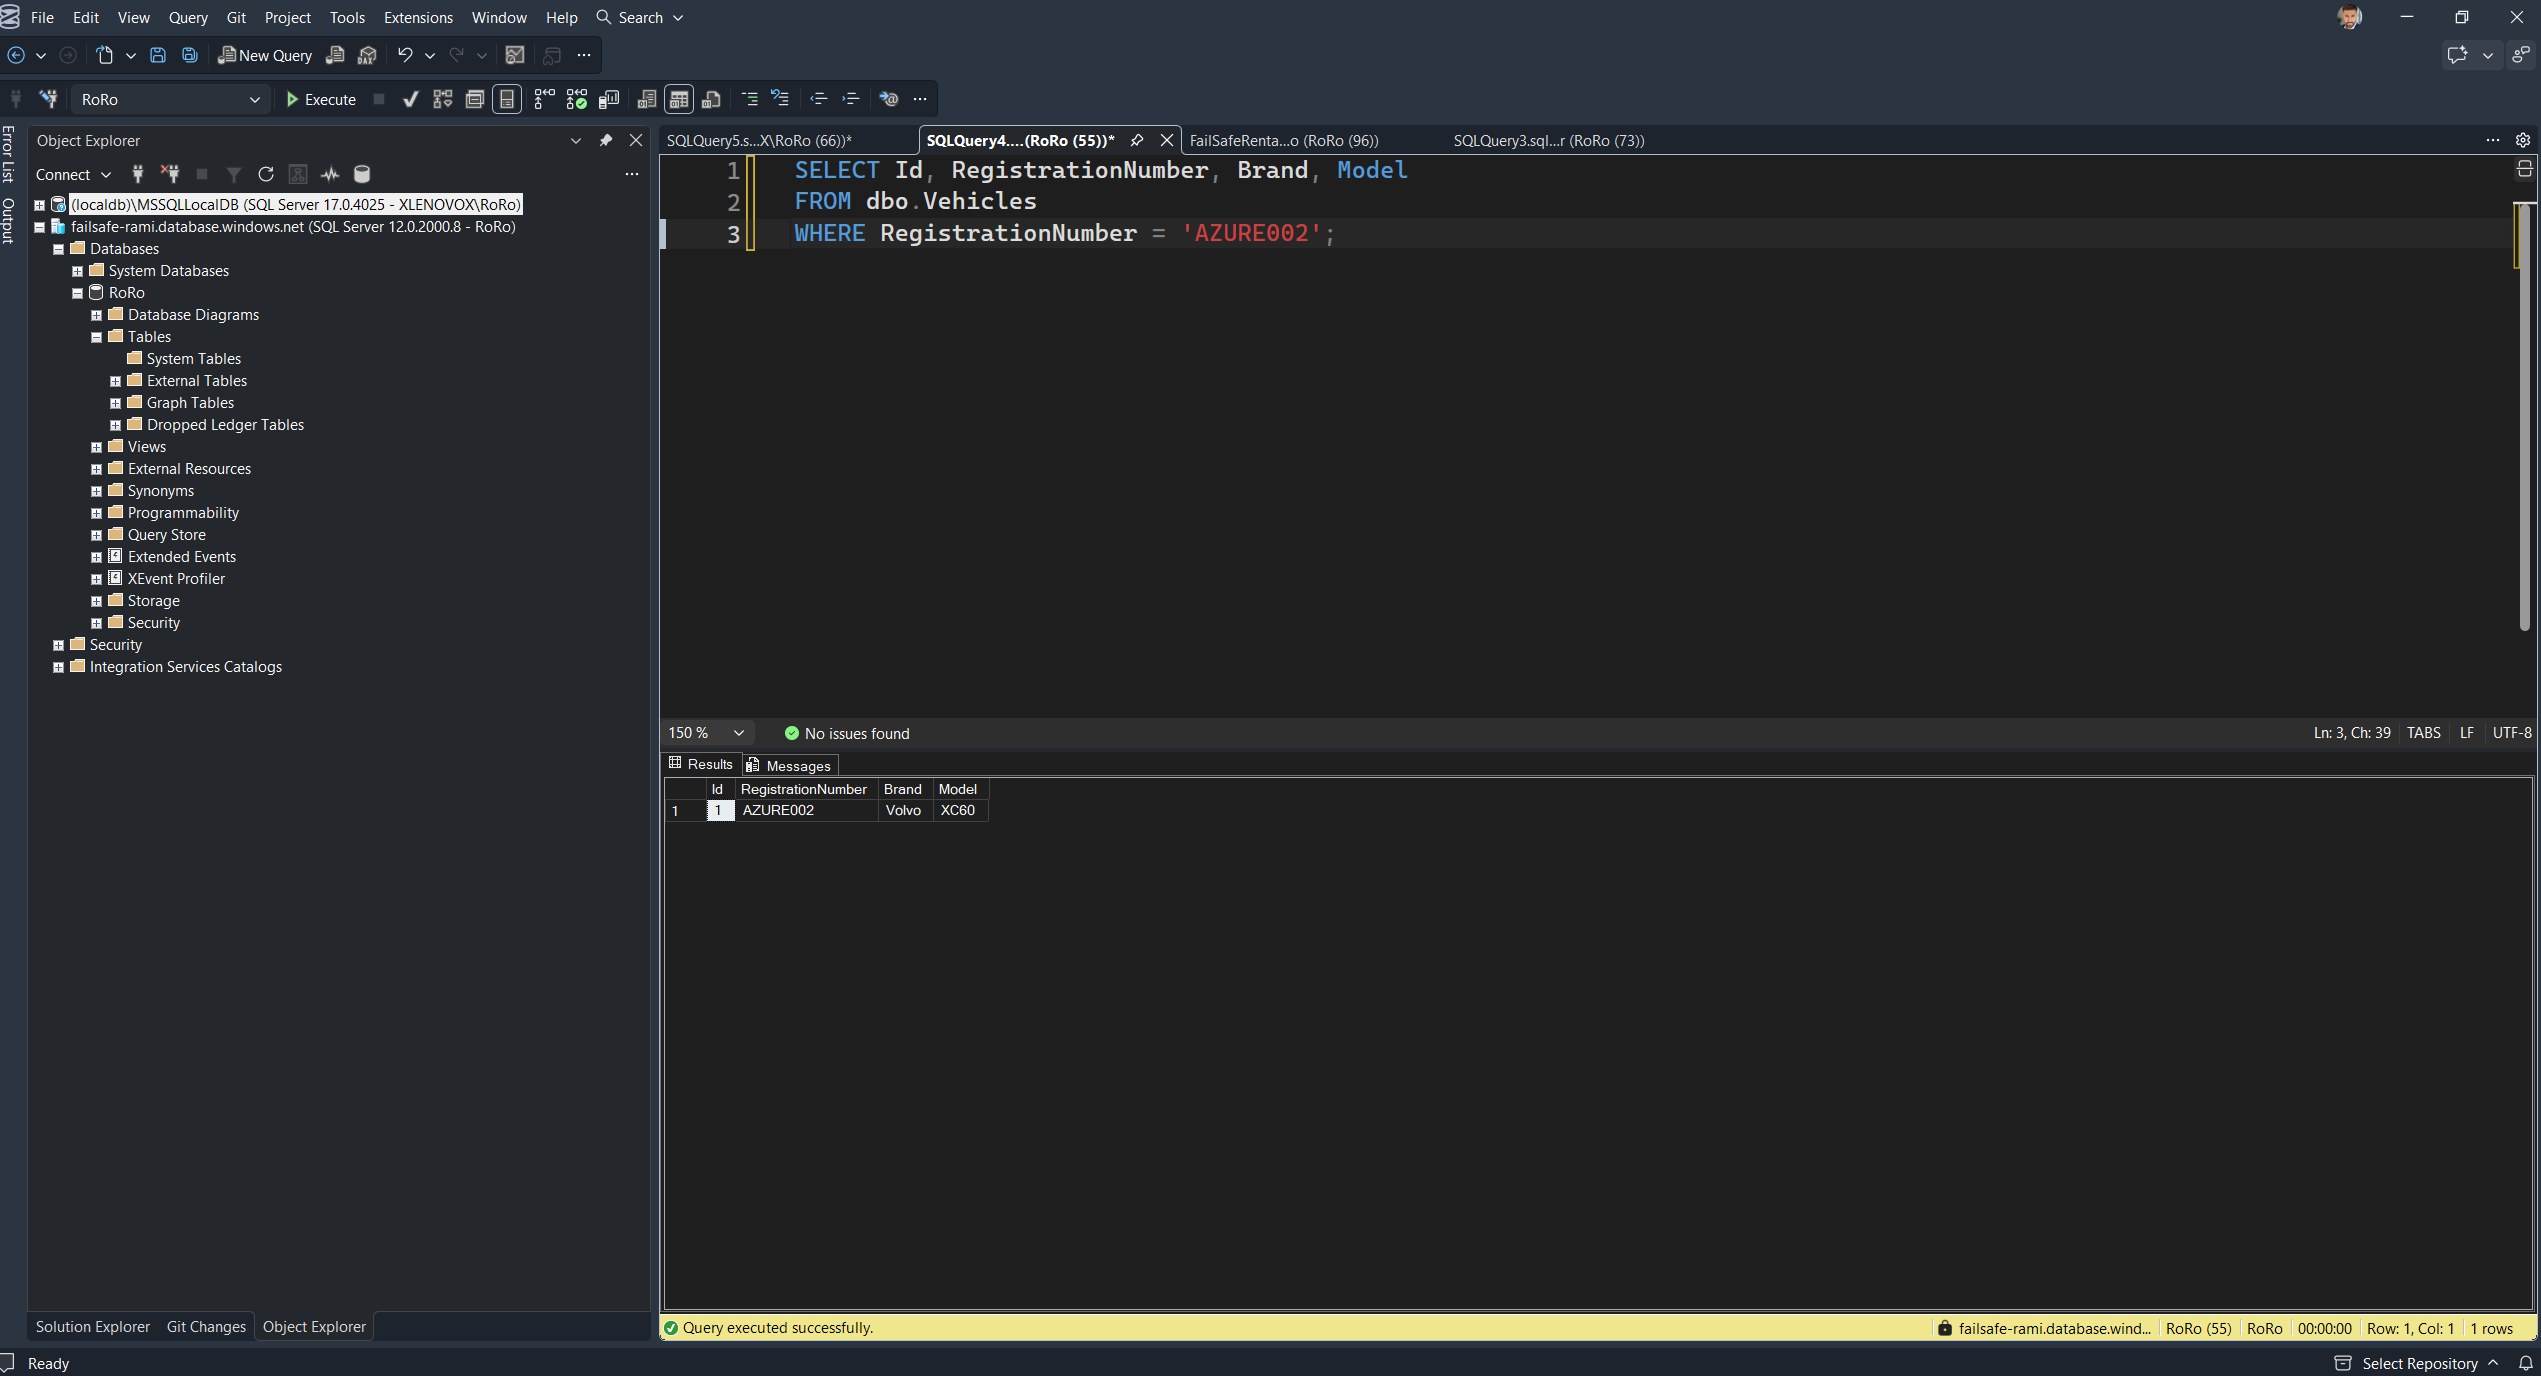 File Edit View Query Git Project Tools Extensions Window Help Search
New Query
RoRo Execute
Error List
Output
Object Explorer
Connect
(localdb)\MSSQLLocalDB (SQL Server 17.0.4025 - XLENOVOX\RoRo)
failsafe-rami.database.windows.net (SQL Server 12.0.2000.8 - RoRo)
Databases
System Databases
RoRo
Database Diagrams
Tables
System Tables
External Tables
Graph Tables
Dropped Ledger Tables
Views
External Resources
Synonyms
Programmability
Query Store
Extended Events
XEvent Profiler
Storage
Security
Security
Integration Services Catalogs
Solution Explorer Git Changes Object Explorer
SQLQuery5.s...X\RoRo (66))* SQLQuery4....(RoRo (55))* FailSafeRenta...o (RoRo (96)) SQLQuery3.sql...r (RoRo (73))
1 SELECT Id, RegistrationNumber, Brand, Model
2 FROM dbo.Vehicles
3 WHERE RegistrationNumber = 'AZURE002';
150 % No issues found Ln: 3, Ch: 39 TABS LF UTF-8
Results Messages
Id RegistrationNumber Brand Model
1 1 AZURE002 Volvo XC60
Query executed successfully. failsafe-rami.database.wind... RoRo (55) RoRo 00:00:00 Row: 1, Col: 1 1 rows
Ready Select Repository